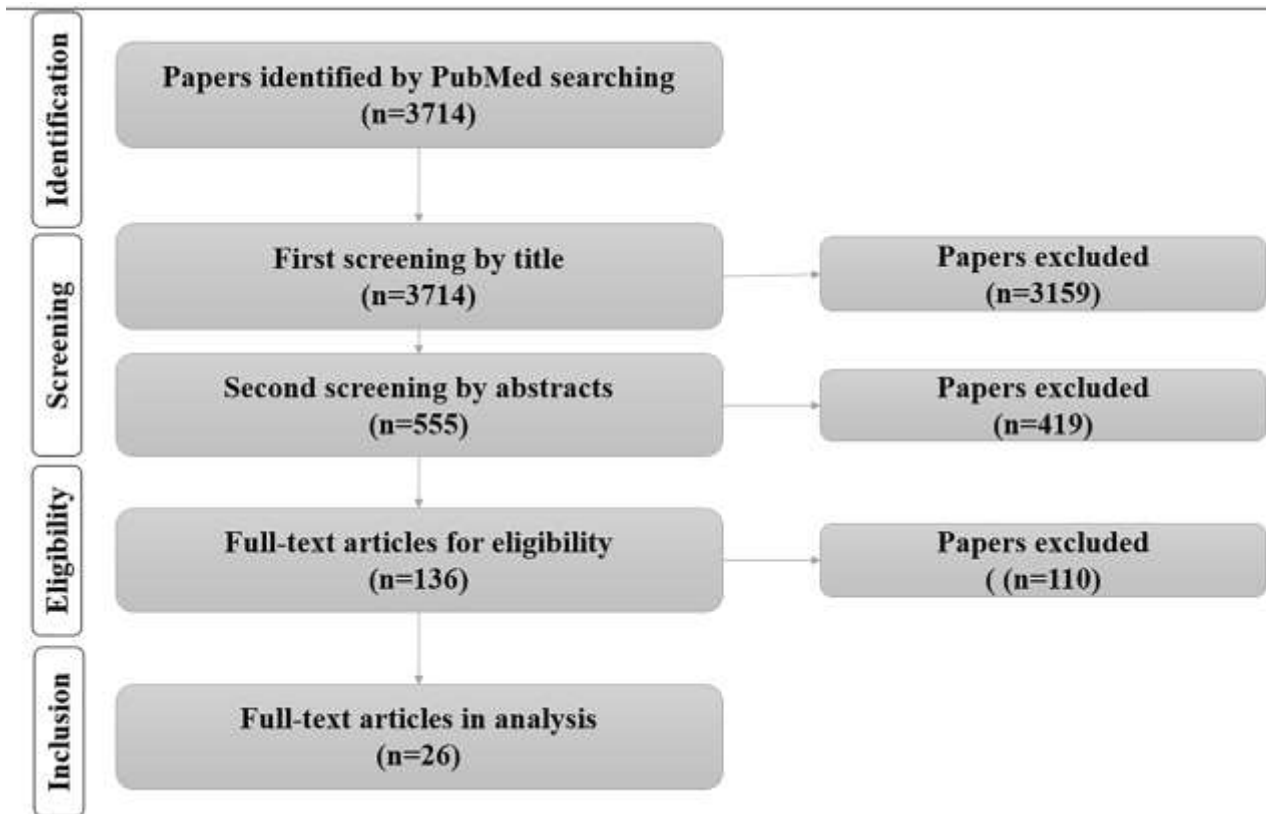 Identification
Papers identified by PubMed searching
(n=3714)
Screening
First screening by title
(n=3714)
Papers excluded
(n=3159)
Second screening by abstracts
(n=555)
Papers excluded
(n=419)
Eligibility
Full-text articles for eligibility
(n=136)
Papers excluded
( (n=110)
Inclusion
Full-text articles in analysis
(n=26)